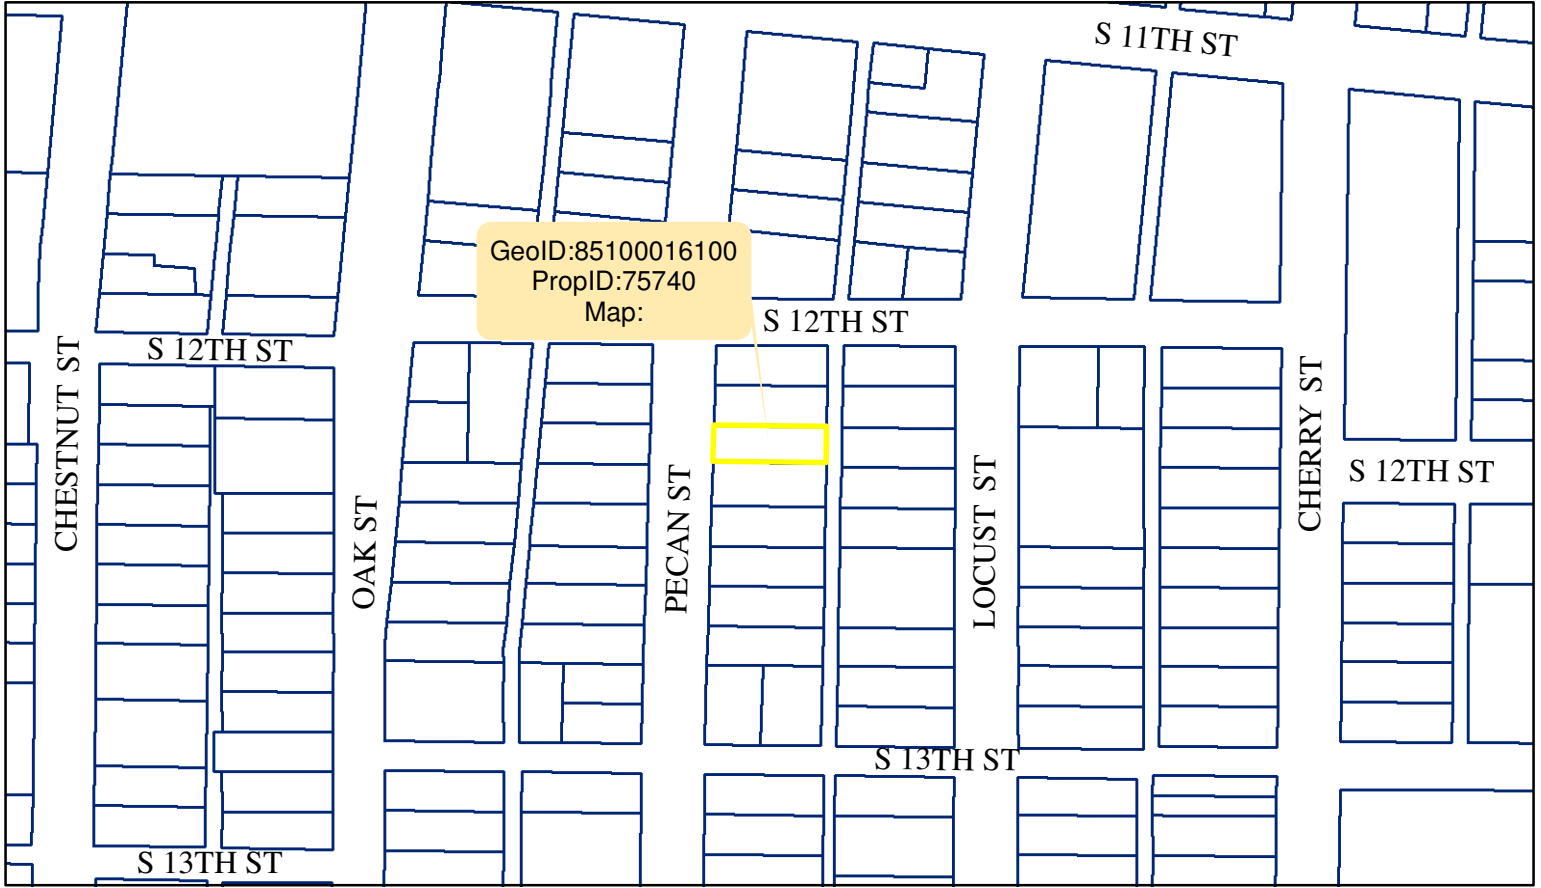 S 11TH ST
GeoID:85100016100
PropID:75740
Map:
S 12TH ST
S 12TH ST
CHESTNUT ST
OAK ST
PECAN ST
LOCUST ST
CHERRY ST
S 12TH ST
S 13TH ST
S 13TH ST